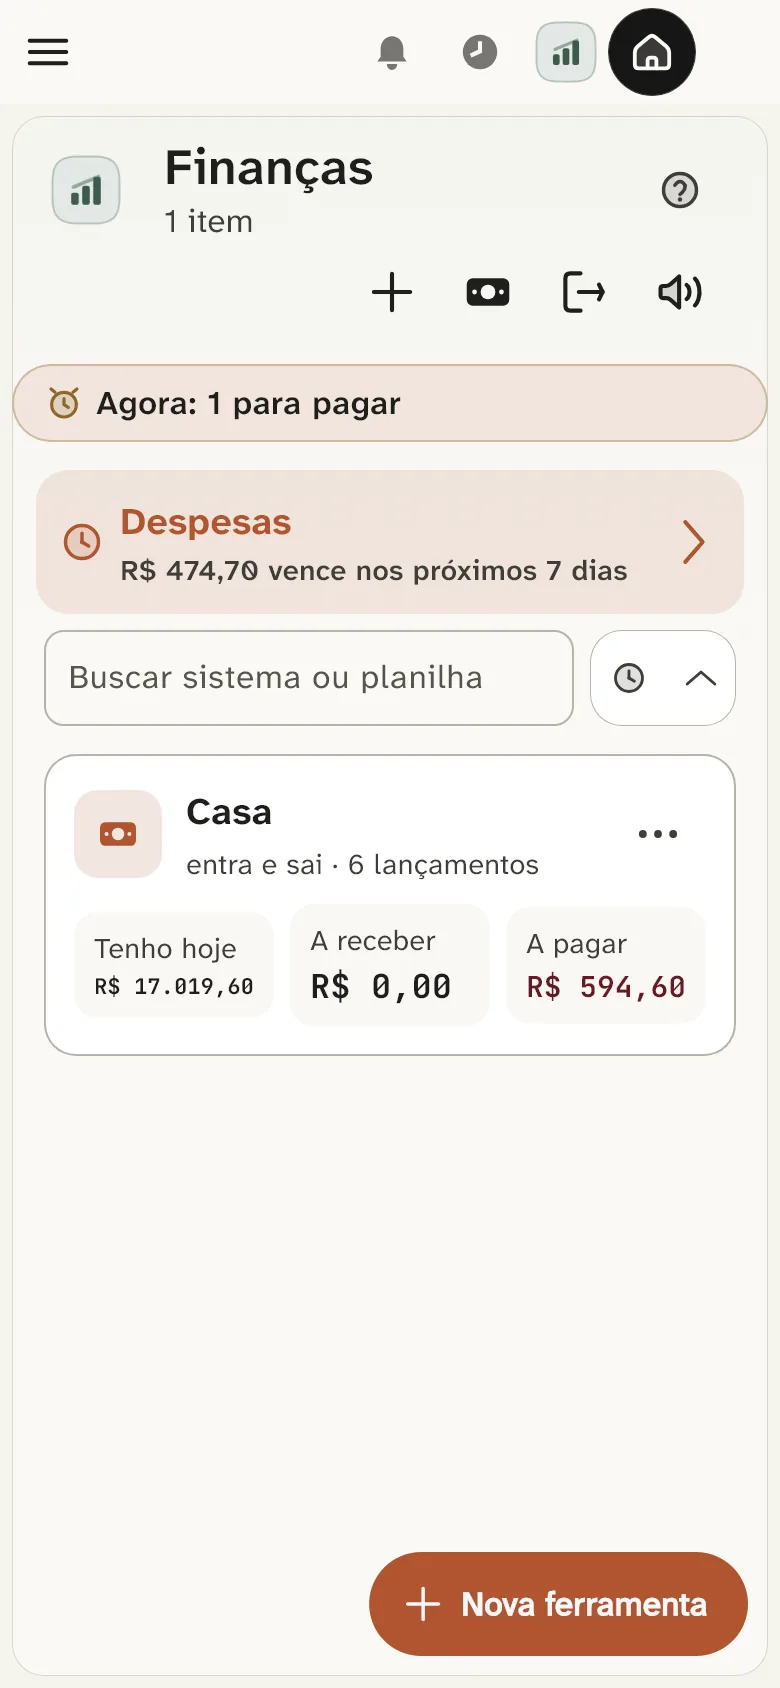 Finanças
1 item
Agora: 1 para pagar
Despesas
R$ 474,70 vence nos próximos 7 dias
Buscar sistema ou planilha
Casa
entra e sai · 6 lançamentos
Tenho hoje
R$ 17.019,60
A receber
R$ 0,00
A pagar
R$ 594,60
Nova ferramenta